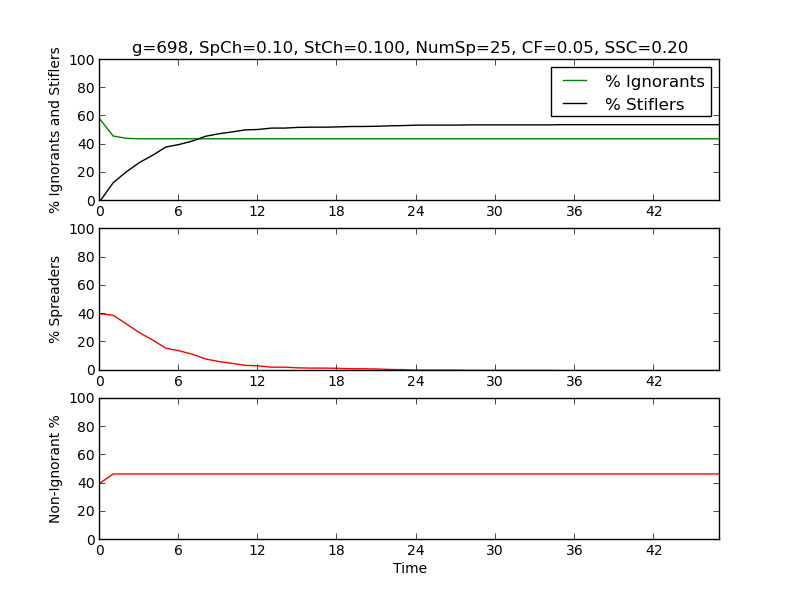 g=698, SpCh=0.10, StCh=0.100, NumSp=25, CF=0.05, SSC=0.20
% Ignorants and Stiflers
100
80
60
40
20
0
% Ignorants
% Stiflers
0 6 12 18 24 30 36 42
% Spreaders
100
80
60
40
20
0
0 6 12 18 24 30 36 42
Non-Ignorant %
100
80
60
40
20
0
0 6 12 18 24 30 36 42
Time